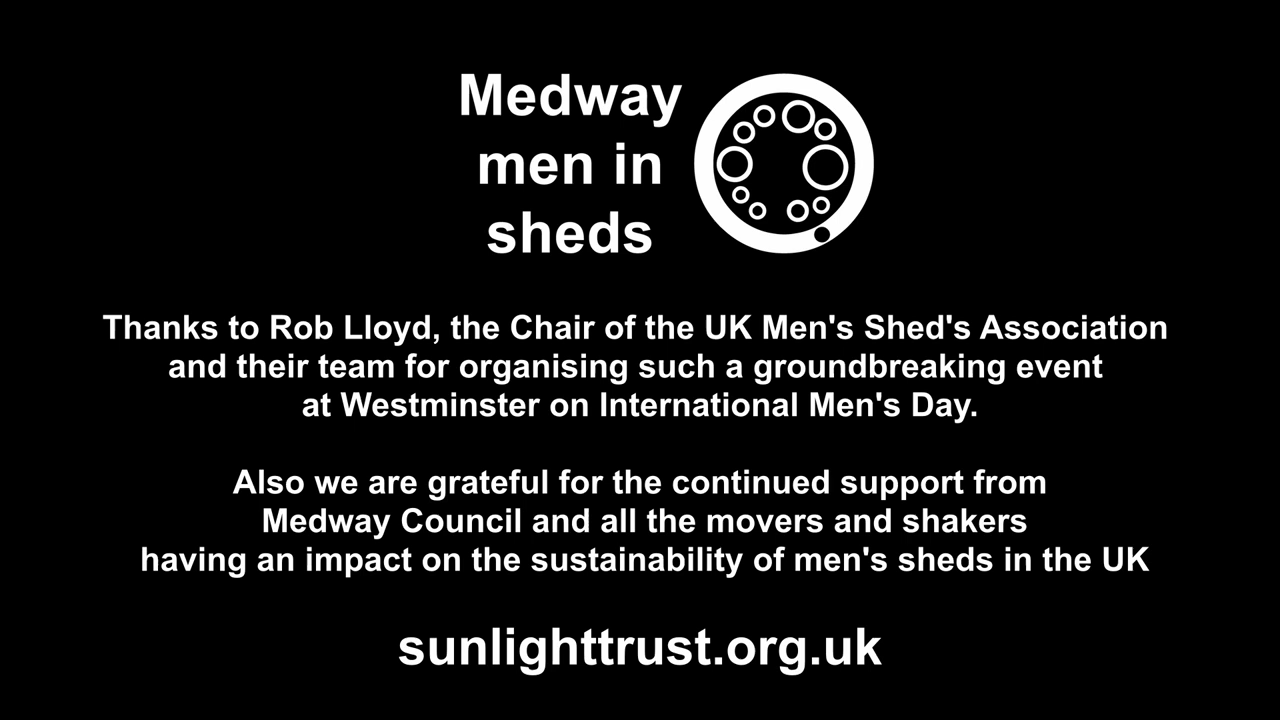 Medway
men in
sheds
Thanks to Rob Lloyd, the Chair of the UK Men's Shed's Association
and their team for organising such a groundbreaking event
at Westminster on International Men's Day.
Also we are grateful for the continued support from
Medway Council and all the movers and shakers
having an impact on the sustainability of men's sheds in the UK
sunlighttrust.org.uk